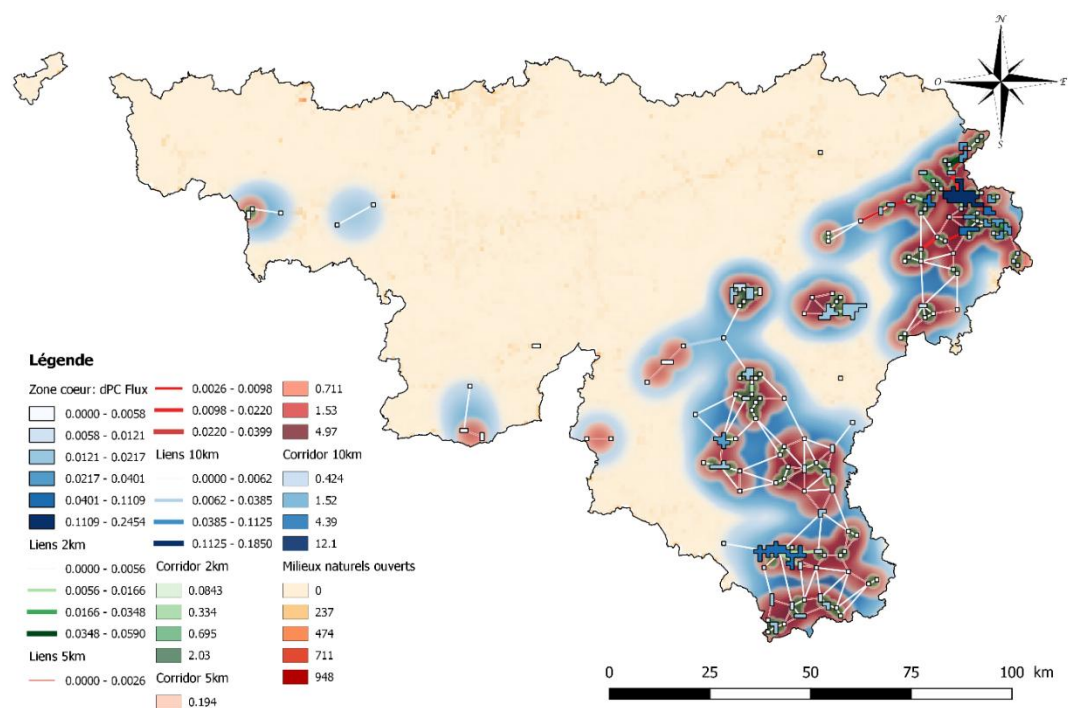 N
O
E
S
Légende
Zone coeur: dPC Flux
0.0000 - 0.0058
0.0058 - 0.0121
0.0121 - 0.0217
0.0217 - 0.0401
0.0401 - 0.1109
0.1109 - 0.2454
Liens 2km
0.0000 - 0.0056
0.0056 - 0.0166
0.0166 - 0.0348
0.0348 - 0.0590
Liens 5km
0.0000 - 0.0026
0.0026 - 0.0098
0.0098 - 0.0220
0.0220 - 0.0399
Liens 10km
0.0000 - 0.0062
0.0062 - 0.0385
0.0385 - 0.1125
0.1125 - 0.1850
Corridor 2km
0.0843
0.334
0.695
2.03
Corridor 5km
0.194
0.711
1.53
4.97
Corridor 10km
0.424
1.52
4.39
12.1
Milieux naturels ouverts
0
237
474
711
948
0 25 50 75 100 km